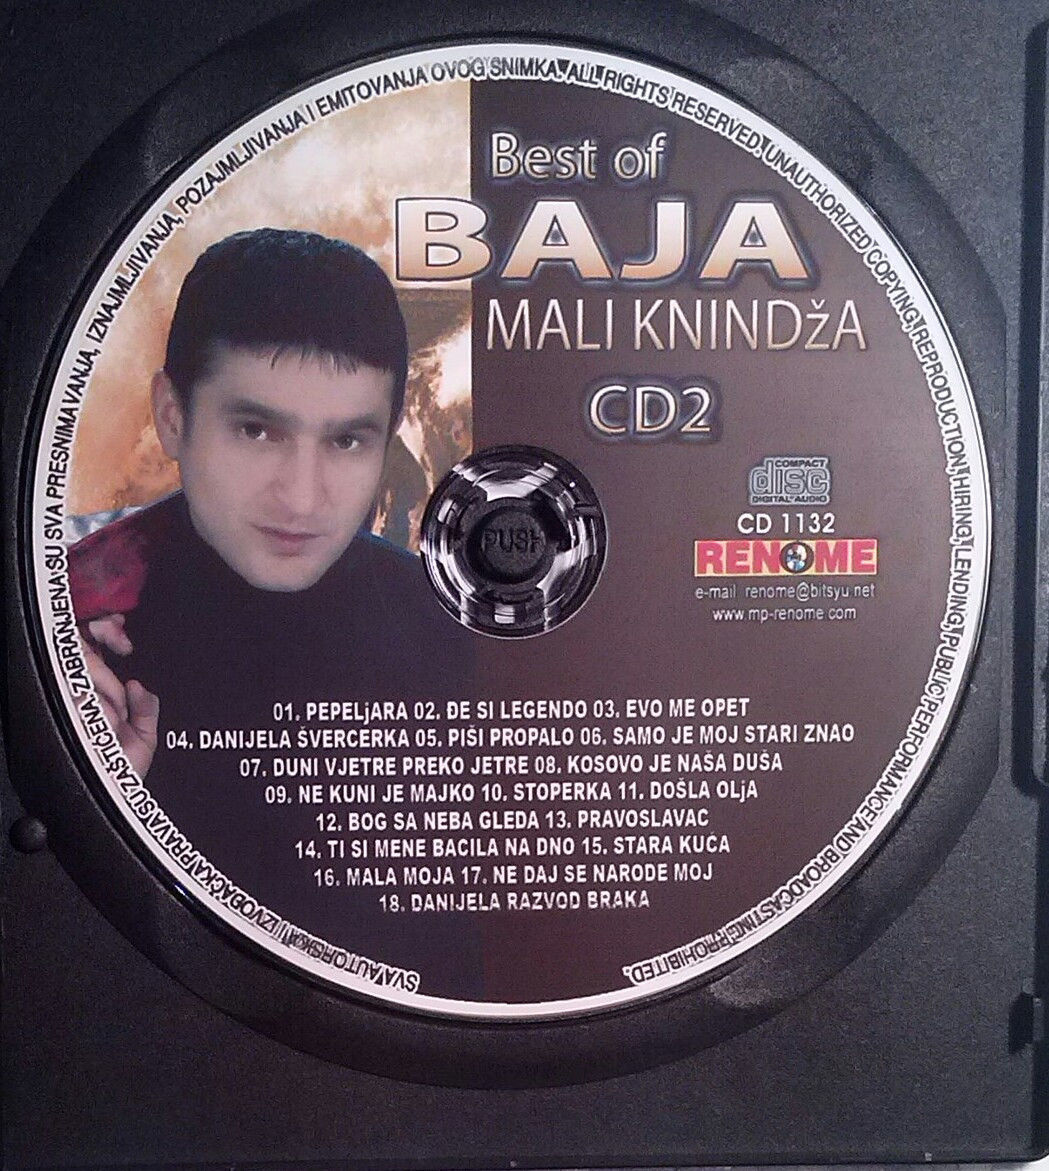 Best of
BAJA
MALI KNINDžA
CD2
COMPACT
disc
DIGITAL AUDIO
CD 1132
RENOME
e-mail renome@bitsyu.net
www.mp-renome.com
PUSH
01. PEPELjARA 02. ĐE SI LEGENDO 03. EVO ME OPET
04. DANIJELA ŠVERCERKA 05. PIŠI PROPALO 06. SAMO JE MOJ STARI ZNAO
07. DUNI VJETRE PREKO JETRE 08. KOSOVO JE NAŠA DUŠA
09. NE KUNI JE MAJKO 10. STOPERKA 11. DOŠLA OLjA
12. BOG SA NEBA GLEDA 13. PRAVOSLAVAC
14. TI SI MENE BACILA NA DNO 15. STARA KUĆA
16. MALA MOJA 17. NE DAJ SE NARODE MOJ
18. DANIJELA RAZVOD BRAKA
SVA AUTORSKA I IZVOĐAČKA PRAVA SU ZAŠTIĆENA. ZABRANJENA SU SVA PRESNIMAVANJA, IZNAJMLJIVANJA, POZAJMLJIVANJA I EMITOVANJA OVOG SNIMKA. ALL RIGHTS RESERVED. UNAUTHORIZED COPYING, REPRODUCTION, HIRING, LENDING, PUBLIC PERFORMANCE AND BROADCASTING PROHIBITED.